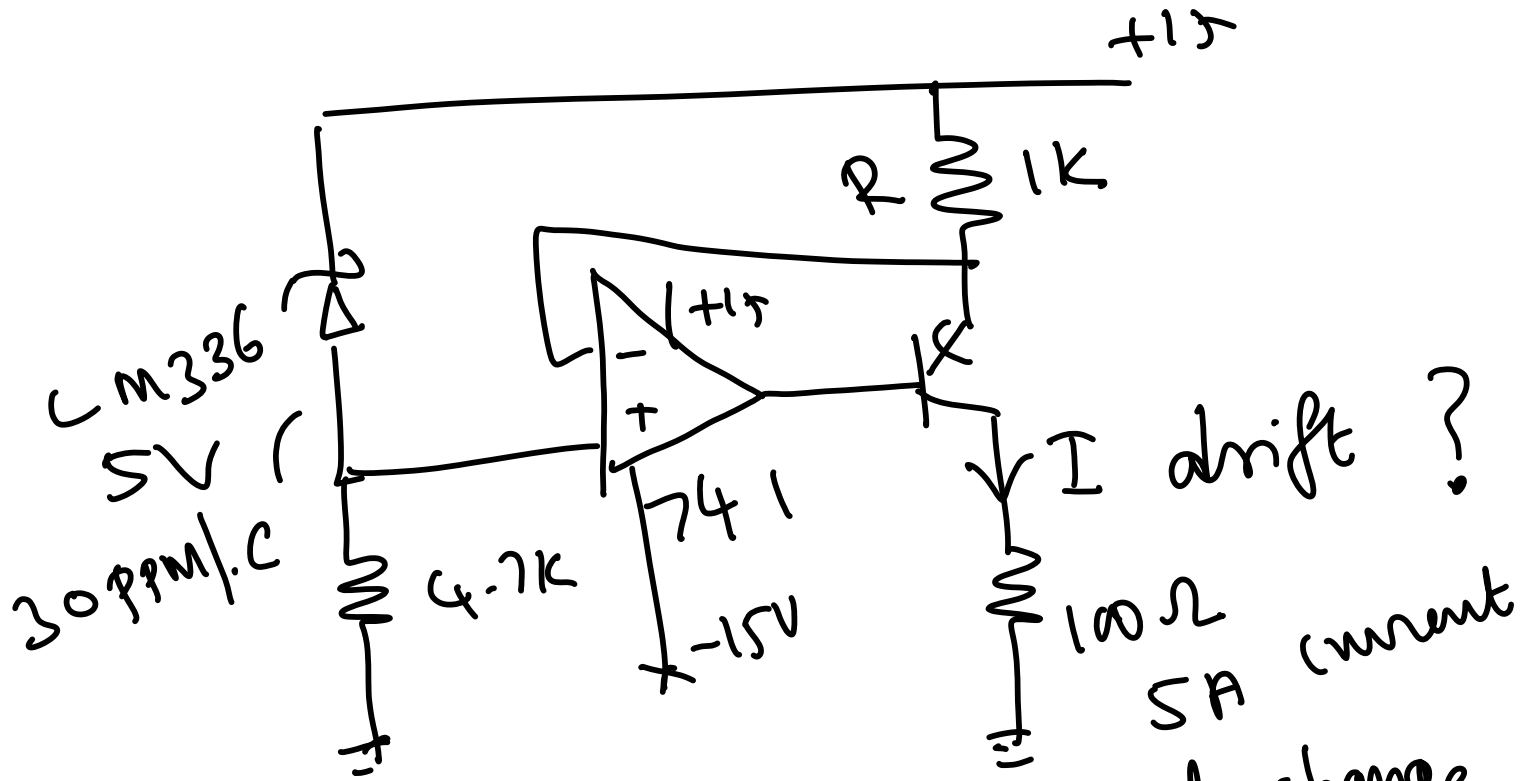 +15
R
1K
LM336
5V
30PPM/.C
-
+
+15
741
-15V
4.7K
I drift ?
100Ω
5A current